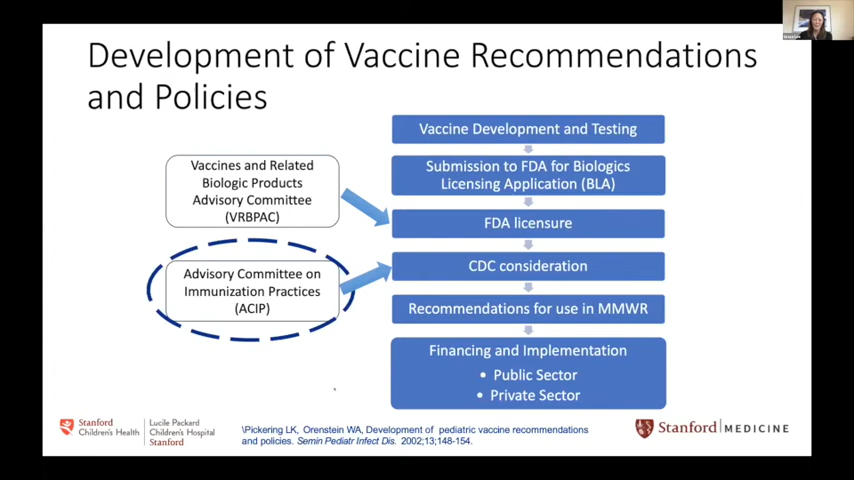 Development of Vaccine Recommendations
and Policies
Vaccines and Related
Biologic Products
Advisory Committee
(VRBPAC)
Advisory Committee on
Immunization Practices
(ACIP)
Vaccine Development and Testing
Submission to FDA for Biologics
Licensing Application (BLA)
FDA licensure
CDC consideration
Recommendations for use in MMWR
Financing and Implementation
• Public Sector
• Private Sector
Stanford
Children's Health
Lucile Packard
Children's Hospital
Stanford
\Pickering LK, Orenstein WA, Development of pediatric vaccine recommendations
and policies. Semin Pediatr Infect Dis. 2002;13;148-154.
Stanford MEDICINE